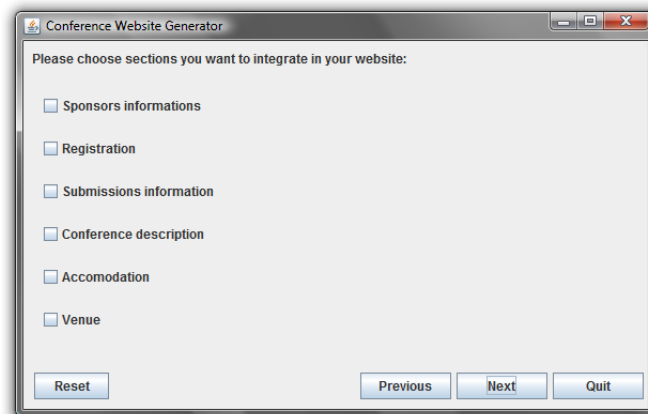 Conference Website Generator
Please choose sections you want to integrate in your website:
Sponsors informations
Registration
Submissions information
Conference description
Accomodation
Venue
Reset Previous Next Quit